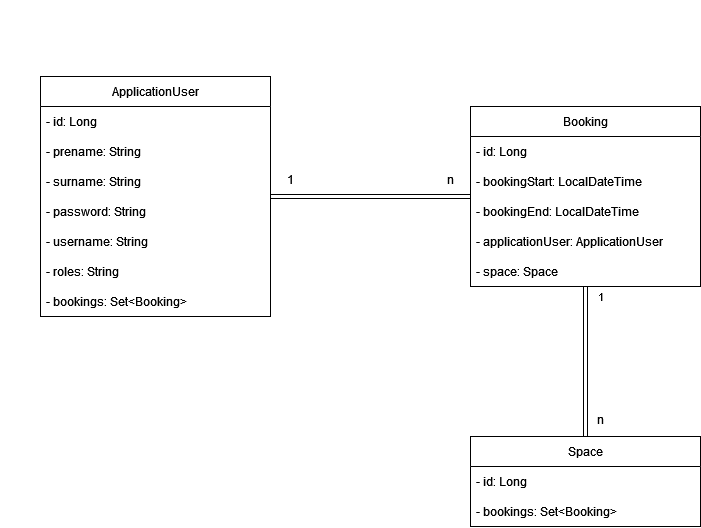 ApplicationUser
- id: Long
- prename: String
- surname: String
- password: String
- username: String
- roles: String
- bookings: Set<Booking>
1
n
Booking
- id: Long
- bookingStart: LocalDateTime
- bookingEnd: LocalDateTime
- applicationUser: ApplicationUser
- space: Space
1
n
Space
- id: Long
- bookings: Set<Booking>